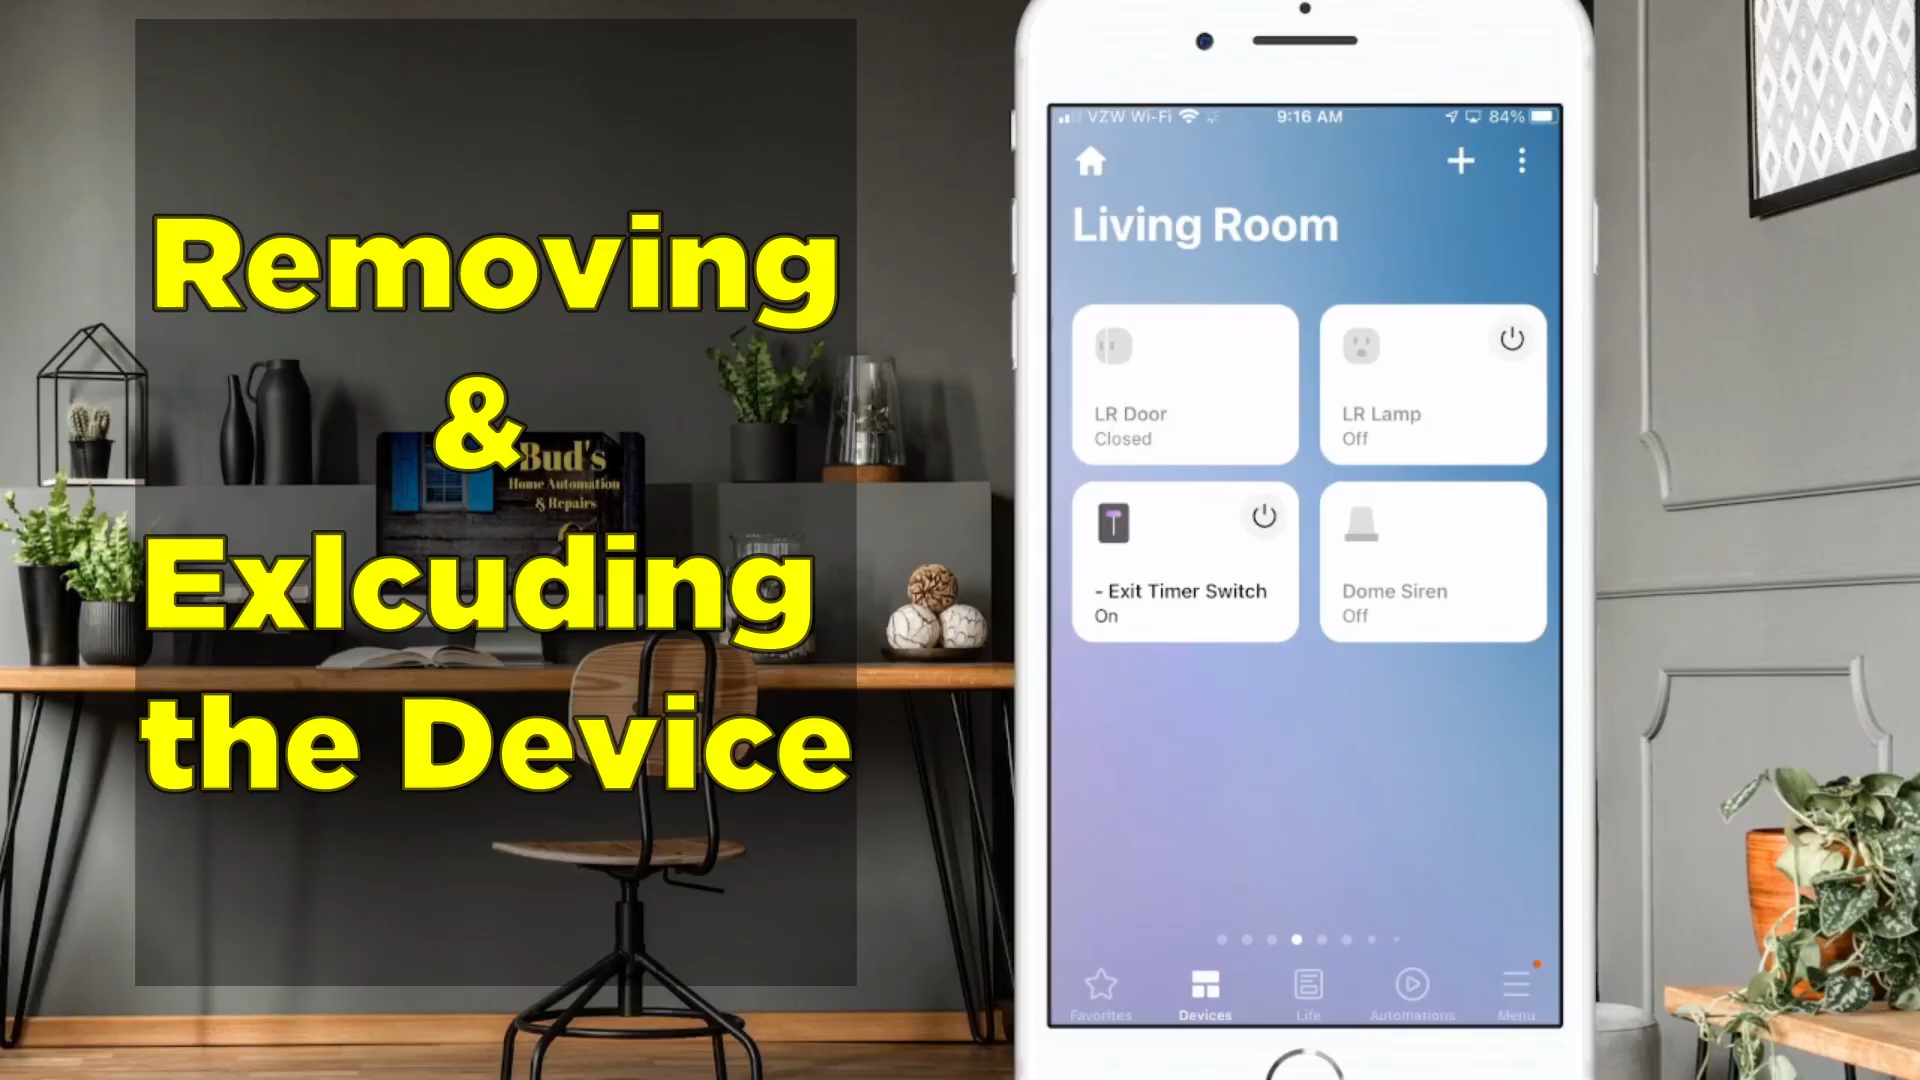 Removing
&
Exlcuding
the Device
Bud's
Home Automation
& Repairs
VZW Wi-Fi
9:16 AM
84%
Living Room
LR Door
Closed
LR Lamp
Off
- Exit Timer Switch
On
Dome Siren
Off
Favorites
Devices
Life
Automations
Menu